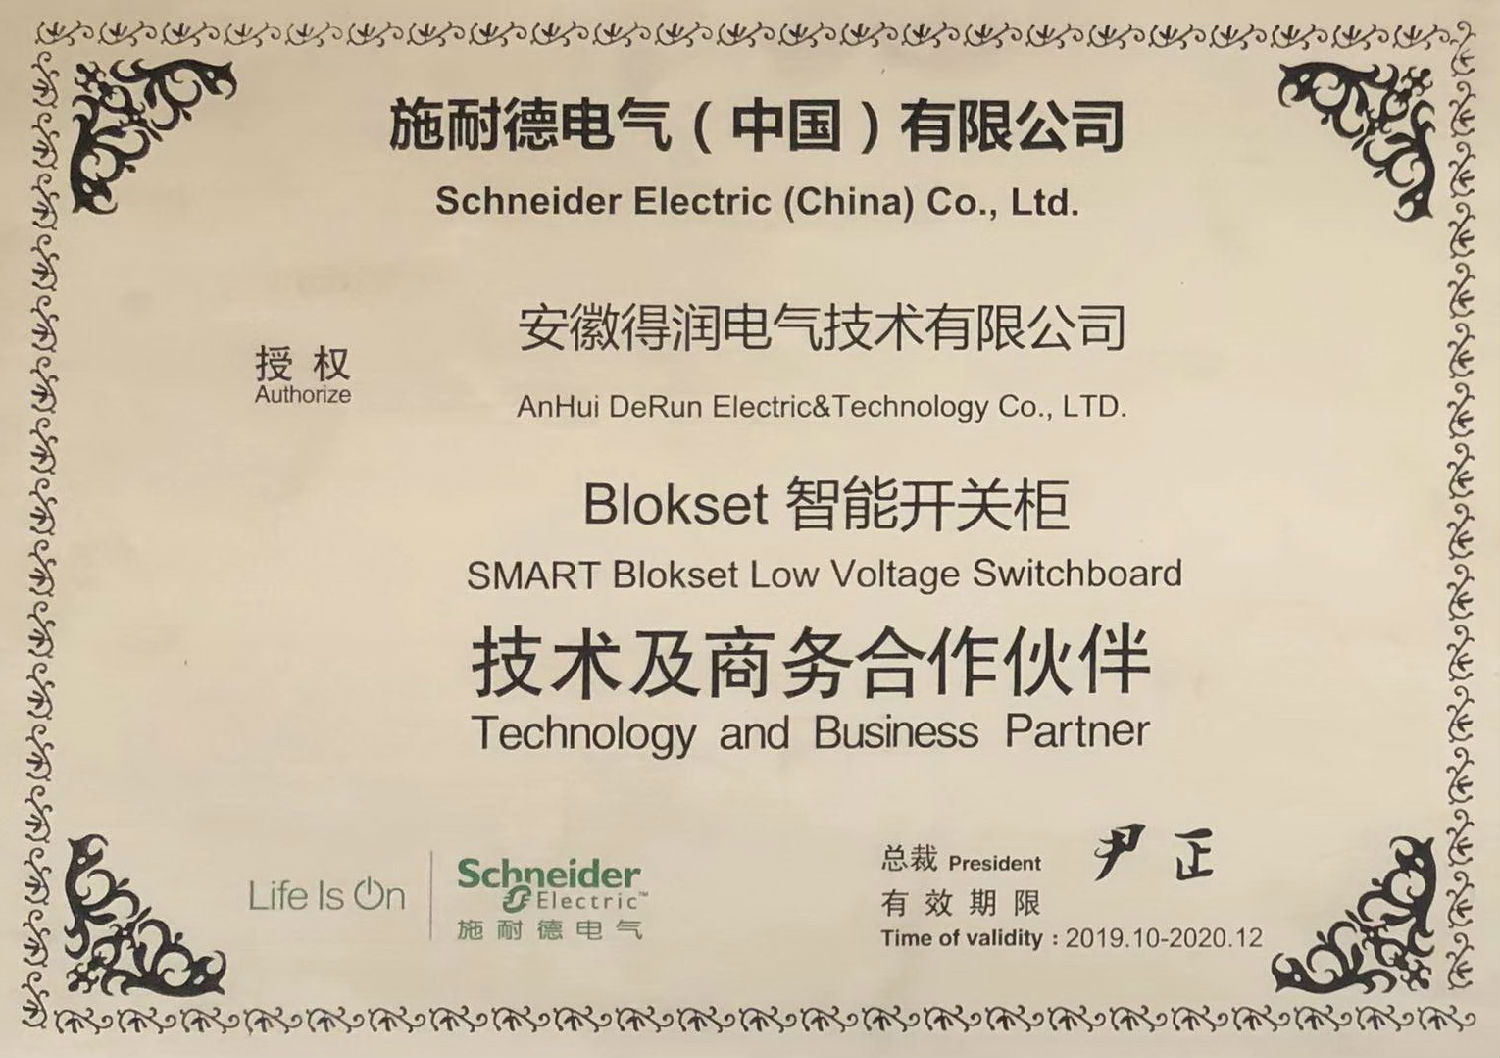 施耐德电气（中国）有限公司
Schneider Electric (China) Co., Ltd.
安徽得润电气技术有限公司
授 权
Authorize
AnHui DeRun Electric&Technology Co., LTD.
Blokset 智能开关柜
SMART Blokset Low Voltage Switchboard
技术及商务合作伙伴
Technology and Business Partner
总裁 President 尹 正
有 效 期 限
Time of validity : 2019.10-2020.12
Life Is On
Schneider
Electric™
施耐德电气